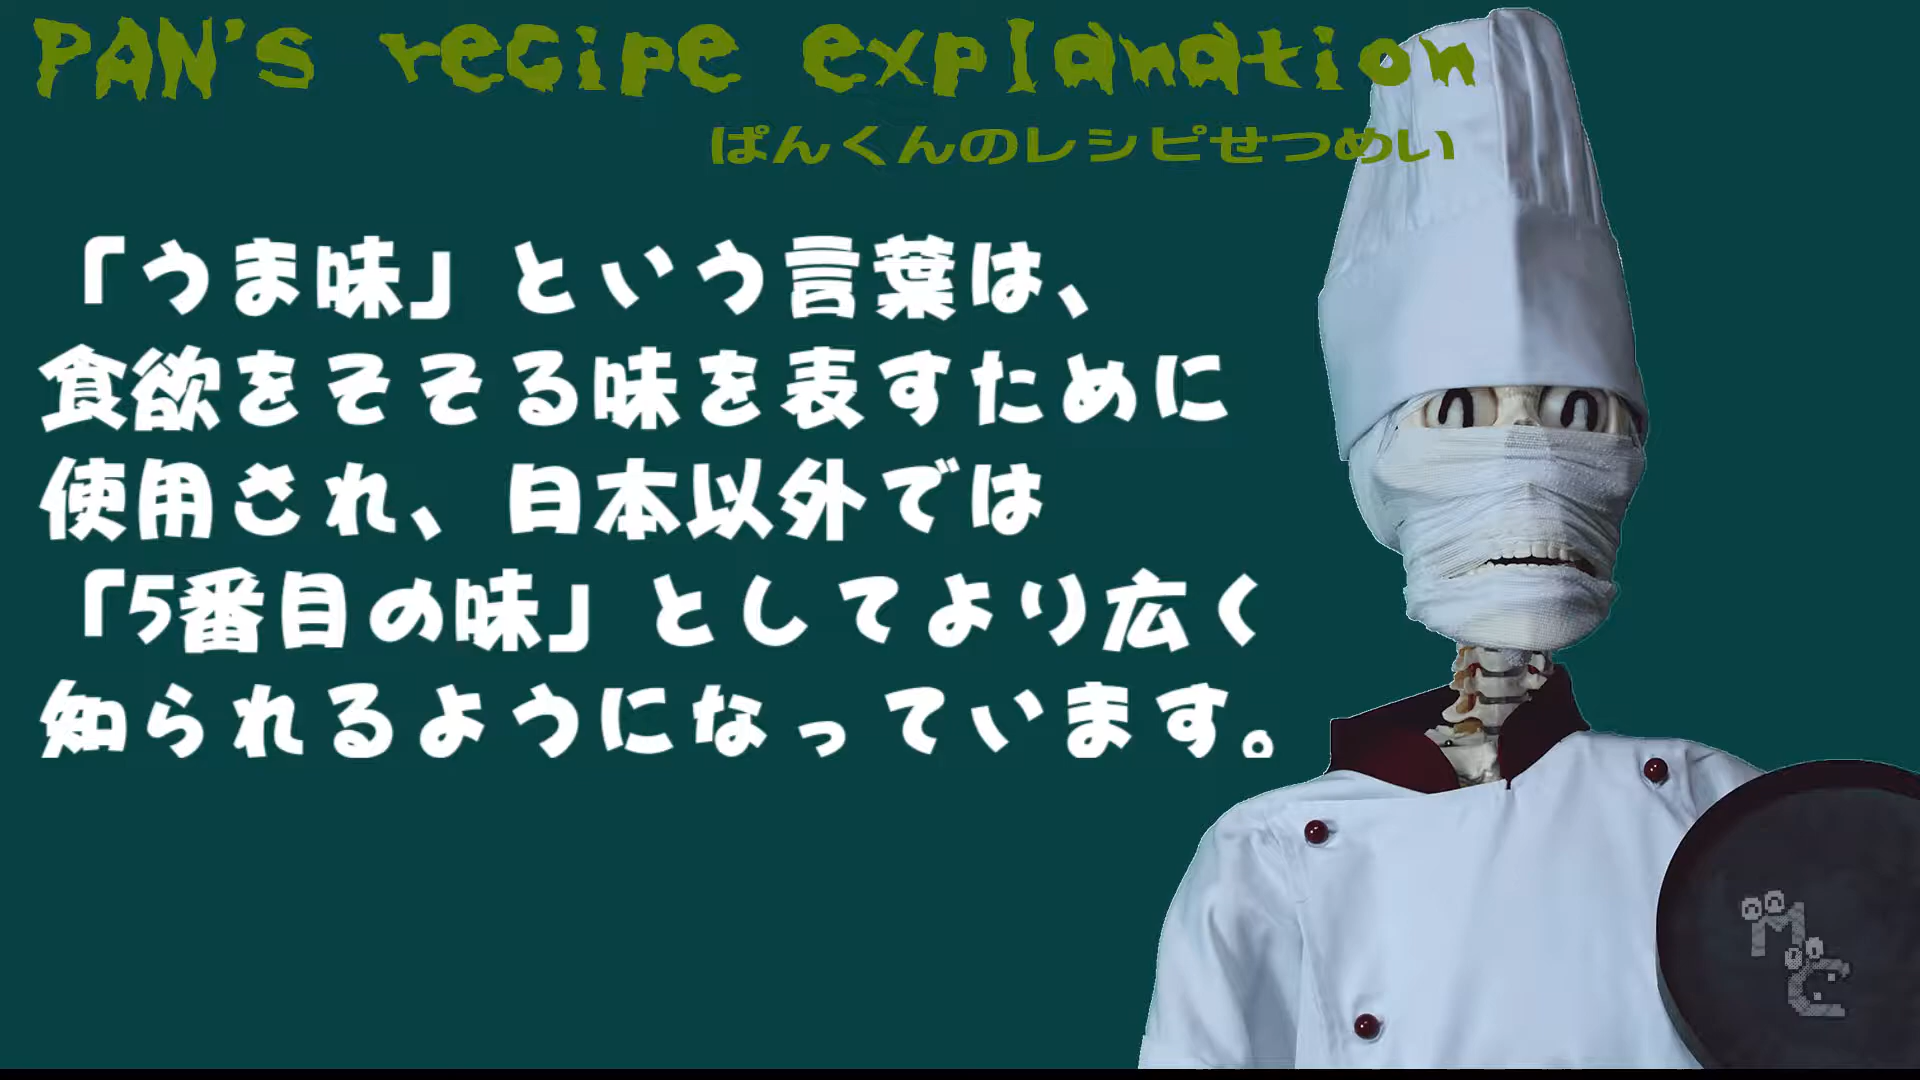 PAN's recipe explanation
ぱんくんのレシピせつめい
「うま味」という言葉は、
食欲をそそる味を表すために
使用され、日本以外では
「5番目の味」としてより広く
知られるようになっています。
MC